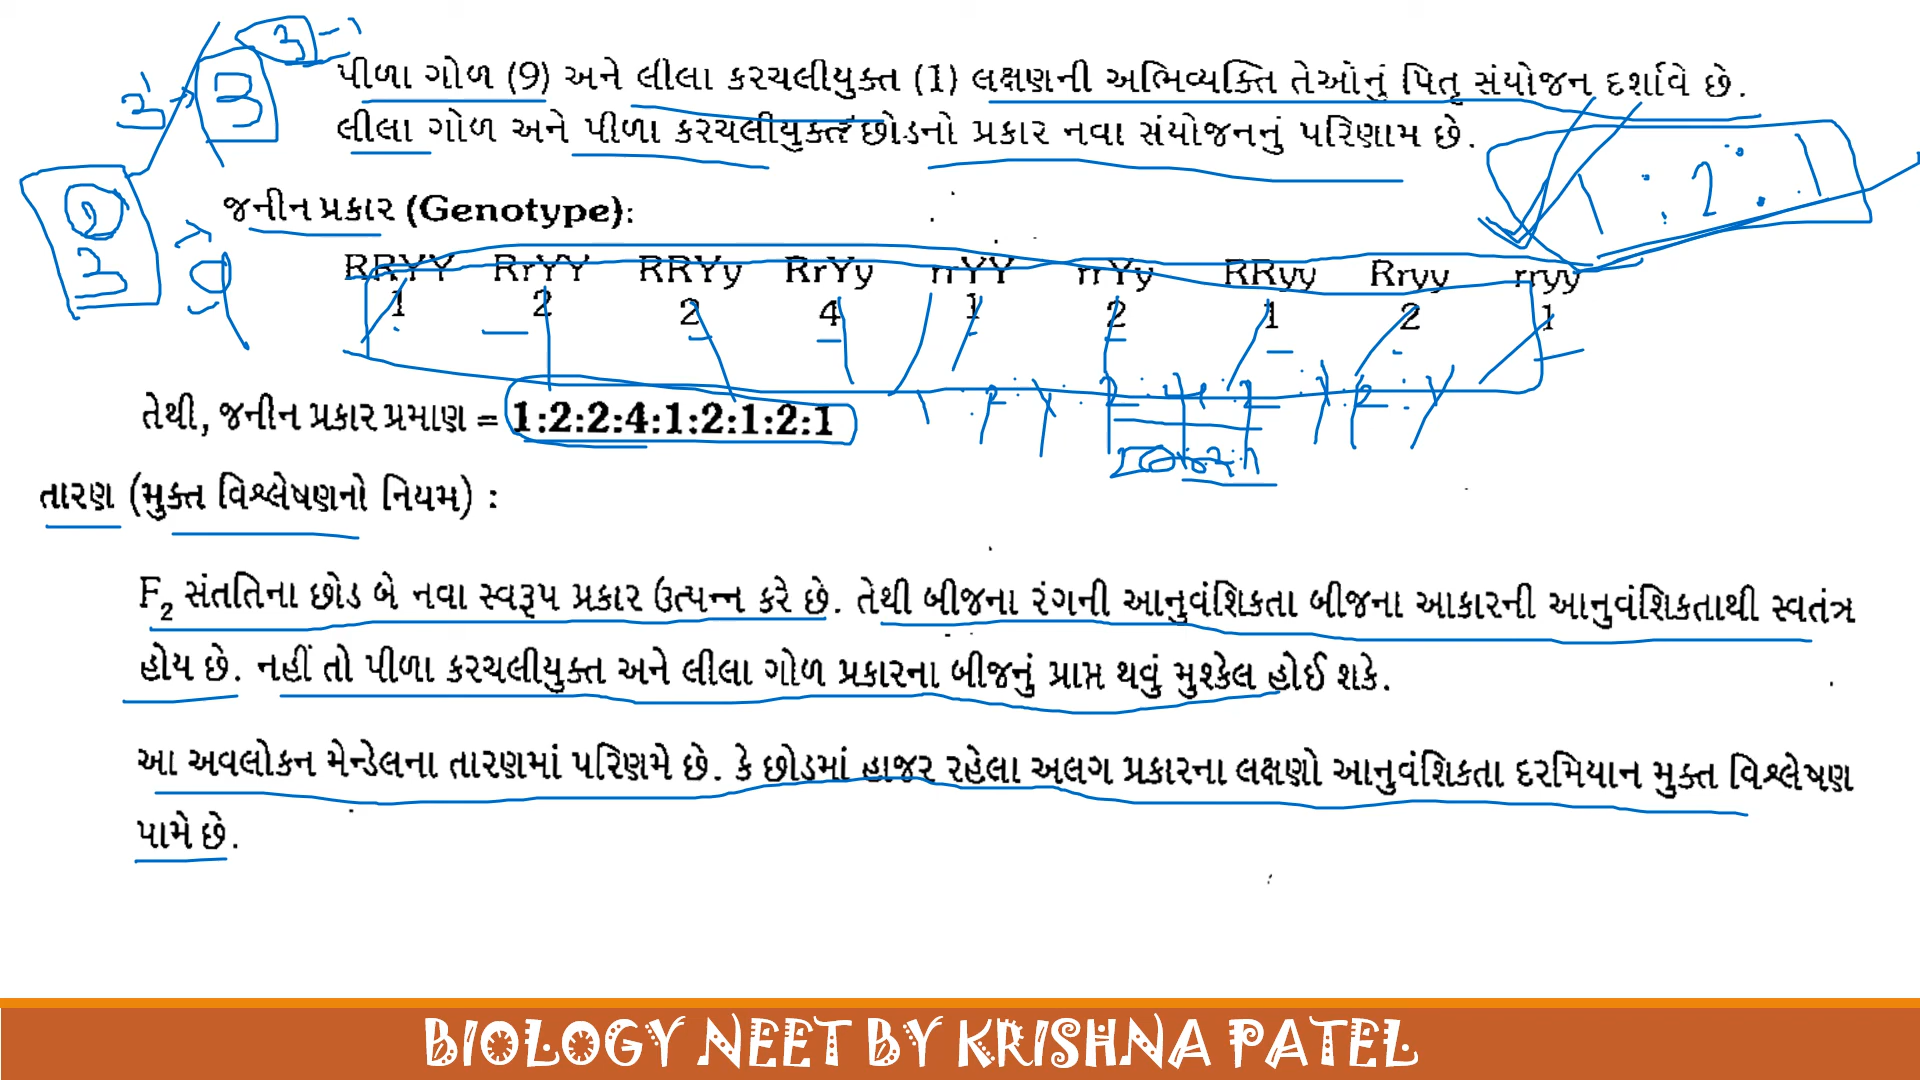 પીળા ગોળ (9) અને લીલા કરચલીયુક્ત (1) લક્ષણની અભિવ્યક્તિ તેઓનું પિતૃ સંયોજન દર્શાવે છે.
લીલા ગોળ અને પીળા કરચલીયુક્ત છોડનો પ્રકાર નવા સંયોજનનું પરિણામ છે.
જનીન પ્રકાર (Genotype):
RRYY RrYY RRYy RrYy rrYY rrYy RRyy Rryy rryy
1 2 2 4 1 2 1 2 1
તેથી, જનીન પ્રકાર પ્રમાણ = 1:2:2:4:1:2:1:2:1
તારણ (મુક્ત વિશ્લેષણનો નિયમ) :
F2 સંતતિના છોડ બે નવા સ્વરૂપ પ્રકાર ઉત્પન્ન કરે છે. તેથી બીજના રંગની આનુવંશિકતા બીજના આકારની આનુવંશિકતાથી સ્વતંત્ર
હોય છે. નહીં તો પીળા કરચલીયુક્ત અને લીલા ગોળ પ્રકારના બીજનું પ્રાપ્ત થવું મુશ્કેલ હોઈ શકે.
આ અવલોકન મેન્ડેલના તારણમાં પરિણમે છે. કે છોડમાં હાજર રહેલા અલગ પ્રકારના લક્ષણો આનુવંશિકતા દરમિયાન મુક્ત વિશ્લેષણ
પામે છે.
BIOLOGY NEET BY KRISHNA PATEL